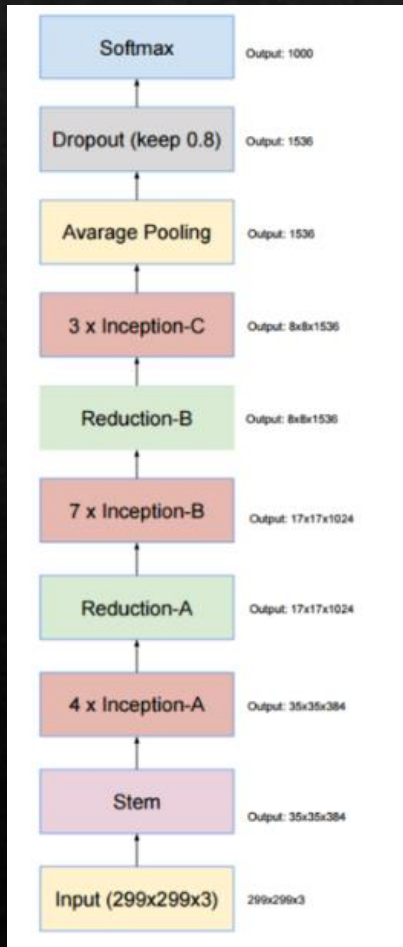 Softmax
Output: 1000
Dropout (keep 0.8)
Output: 1536
Avarage Pooling
Output: 1536
3 x Inception-C
Output: 8x8x1536
Reduction-B
Output: 8x8x1536
7 x Inception-B
Output: 17x17x1024
Reduction-A
Output: 17x17x1024
4 x Inception-A
Output: 35x35x384
Stem
Output: 35x35x384
Input (299x299x3)
299x299x3